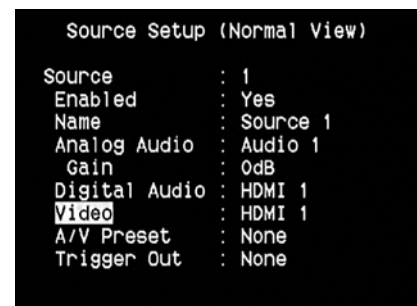 Source Setup (Normal View)
Source : 1
Enabled : Yes
Name : Source 1
Analog Audio : Audio 1
Gain : 0dB
Digital Audio : HDMI 1
Video : HDMI 1
A/V Preset : None
Trigger Out : None